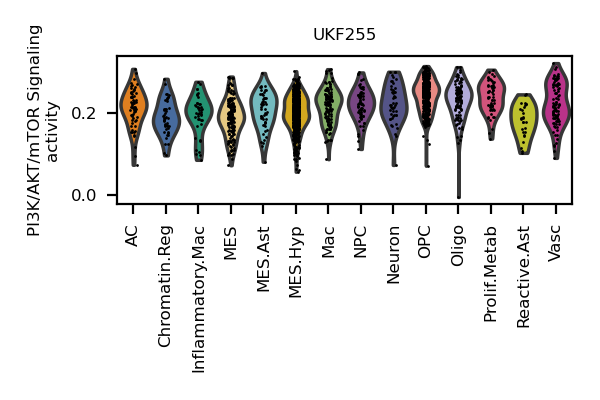 UKF255
PI3K/AKT/mTOR Signaling
activity
0.2
0.0
AC
Chromatin.Reg
Inflammatory.Mac
MES
MES.Ast
MES.Hyp
Mac
NPC
Neuron
OPC
Oligo
Prolif.Metab
Reactive.Ast
Vasc